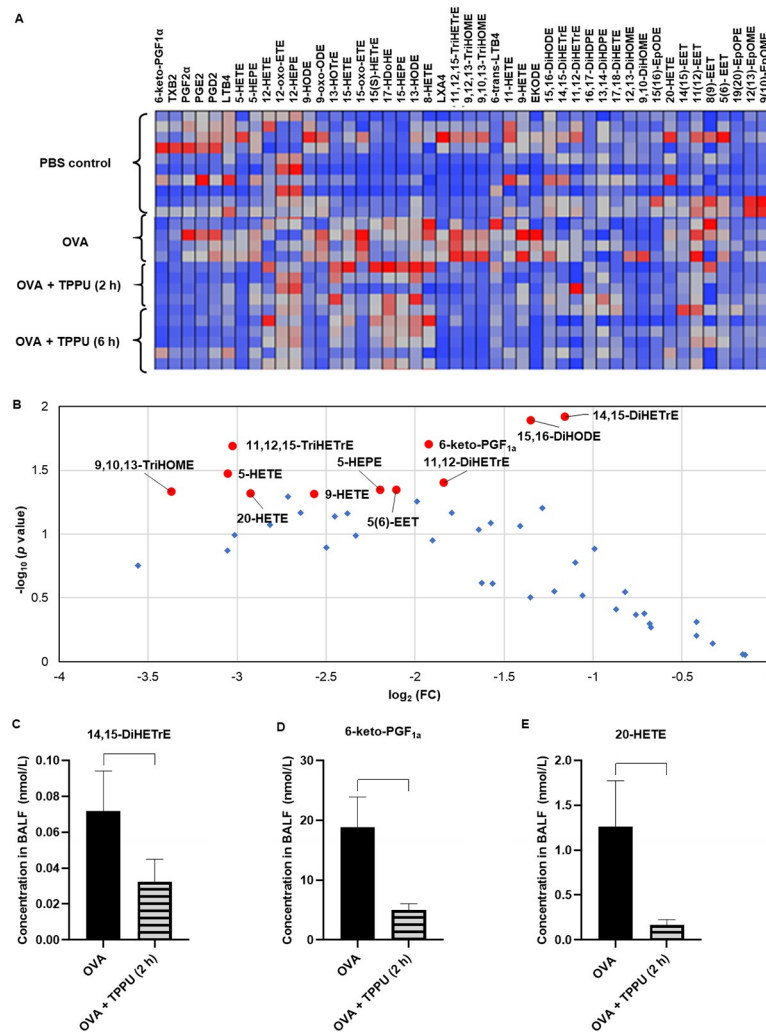 A
6-keto-PGF1α
TXB2
PGF2α
PGE2
PGD2
LTB4
5-HETE
5-HEPE
12-HETE
12-oxo-ETE
12-HEPE
9-HODE
9-oxo-ODE
13-HOTrE
15-HETE
15-oxo-ETE
15(S)-HETrE
17-HDoHE
15-HEPE
13-HODE
8-HETE
LXA4
11,12,15-TriHETrE
9,12,13-TriHOME
9,10,13-TriHOME
6-trans-LTB4
11-HETE
9-HETE
EKODE
15,16-DiHODE
14,15-DiHETrE
11,12-DiHETrE
16,17-DiHDPE
13,14-DiHDPE
17,18-DiHETE
12,13-DiHOME
9,10-DiHOME
15(16)-EpODE
20-HETE
14(15)-EET
11(12)-EET
8(9)-EET
5(6)- EET
19(20)-EpOPE
12(13)-EpOME
9(10)-EpOME
PBS control
OVA
OVA + TPPU (2 h)
OVA + TPPU (6 h)
B
2
1.5
1
0.5
0
-log10 (p value)
14,15-DiHETrE
15,16-DiHODE
6-keto-PGF1a
11,12,15-TriHETrE
9,10,13-TriHOME
5-HETE
5-HEPE
11,12-DiHETrE
20-HETE
9-HETE
5(6)-EET
-4
-3.5
-3
-2.5
-2
-1.5
-1
-0.5
0
log2 (FC)
C
14,15-DiHETrE
Concentration in BALF (nmol/L)
0.10
0.08
0.06
0.04
0.02
0.00
OVA
OVA + TPPU (2 h)
D
6-keto-PGF1a
Concentration in BALF (nmol/L)
30
20
10
0
OVA
OVA + TPPU (2 h)
E
20-HETE
Concentration in BALF (nmol/L)
2.0
1.5
1.0
0.5
0.0
OVA
OVA + TPPU (2 h)